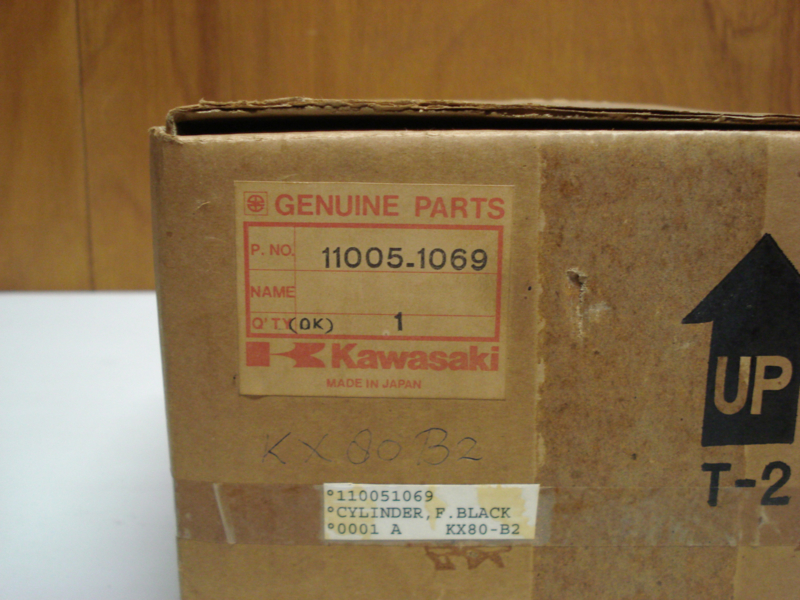 GENUINE PARTS
P. NO. 11005-1069
NAME
Q'T'Y (OK) 1
Kawasaki
MADE IN JAPAN
KX80B2
°110051069
°CYLINDER,F.BLACK
°0001 A KX80-B2
UP
T-2